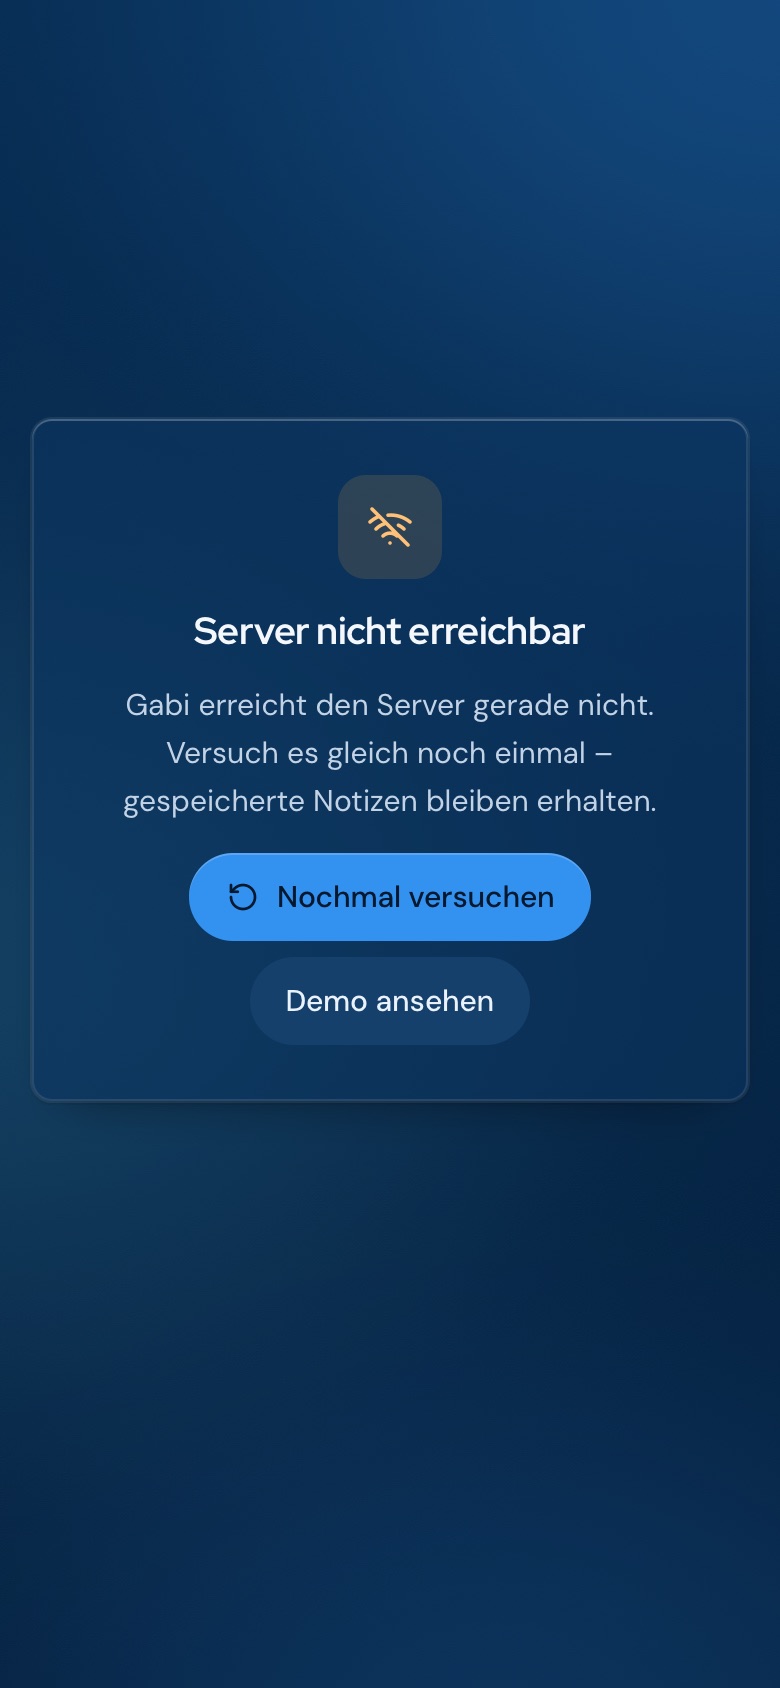 Server nicht erreichbar
Gabi erreicht den Server gerade nicht.
Versuch es gleich noch einmal –
gespeicherte Notizen bleiben erhalten.
Nochmal versuchen
Demo ansehen